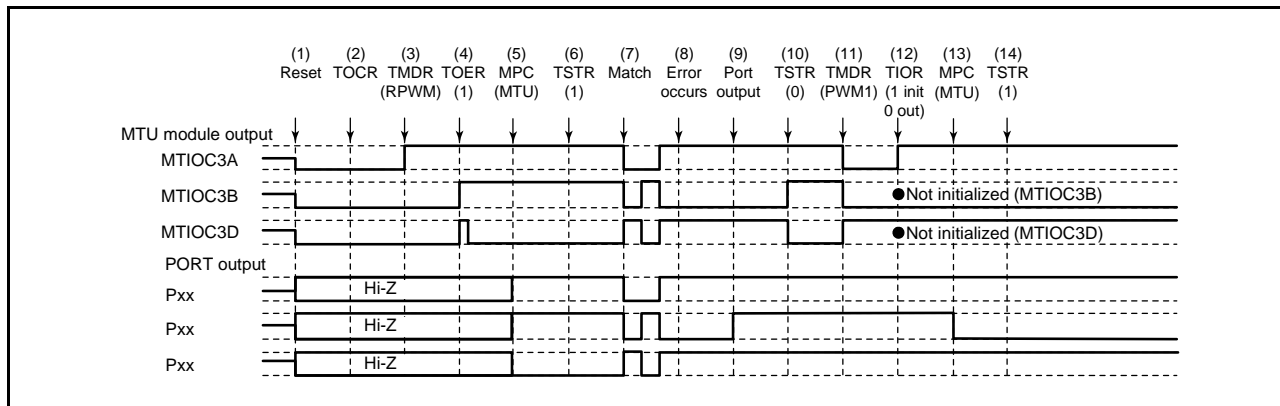 (1) (2) (3) (4) (5) (6) (7) (8) (9) (10) (11) (12) (13) (14)
Reset TOCR TMDR TOER MPC TSTR Match Error Port TSTR TMDR TIOR MPC TSTR
(RPWM) (1) (MTU) (1) occurs output (0) (PWM1) (1 init (MTU) (1)
0 out)
MTU module output
MTIOC3A
MTIOC3B
●Not initialized (MTIOC3B)
MTIOC3D
●Not initialized (MTIOC3D)
PORT output
Pxx Hi-Z
Pxx Hi-Z
Pxx Hi-Z